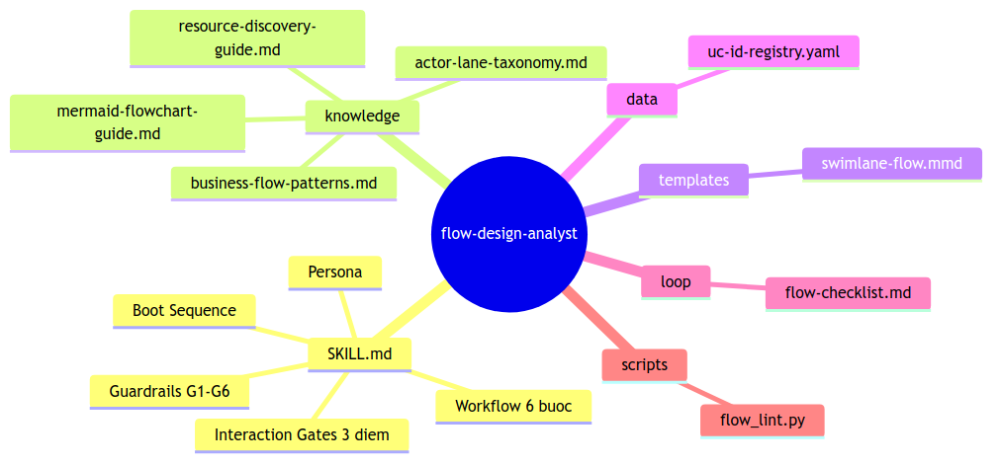 resource-discovery-
guide.md
actor-lane-taxonomy.md
mermaid-flowchart-
guide.md
knowledge
business-flow-patterns.md
uc-id-registry.yaml
data
templates
swimlane-flow.mmd
flow-design-analyst
loop
flow-checklist.md
scripts
flow_lint.py
Persona
Boot Sequence
SKILL.md
Guardrails G1-G6
Interaction Gates 3 diem
Workflow 6 buoc